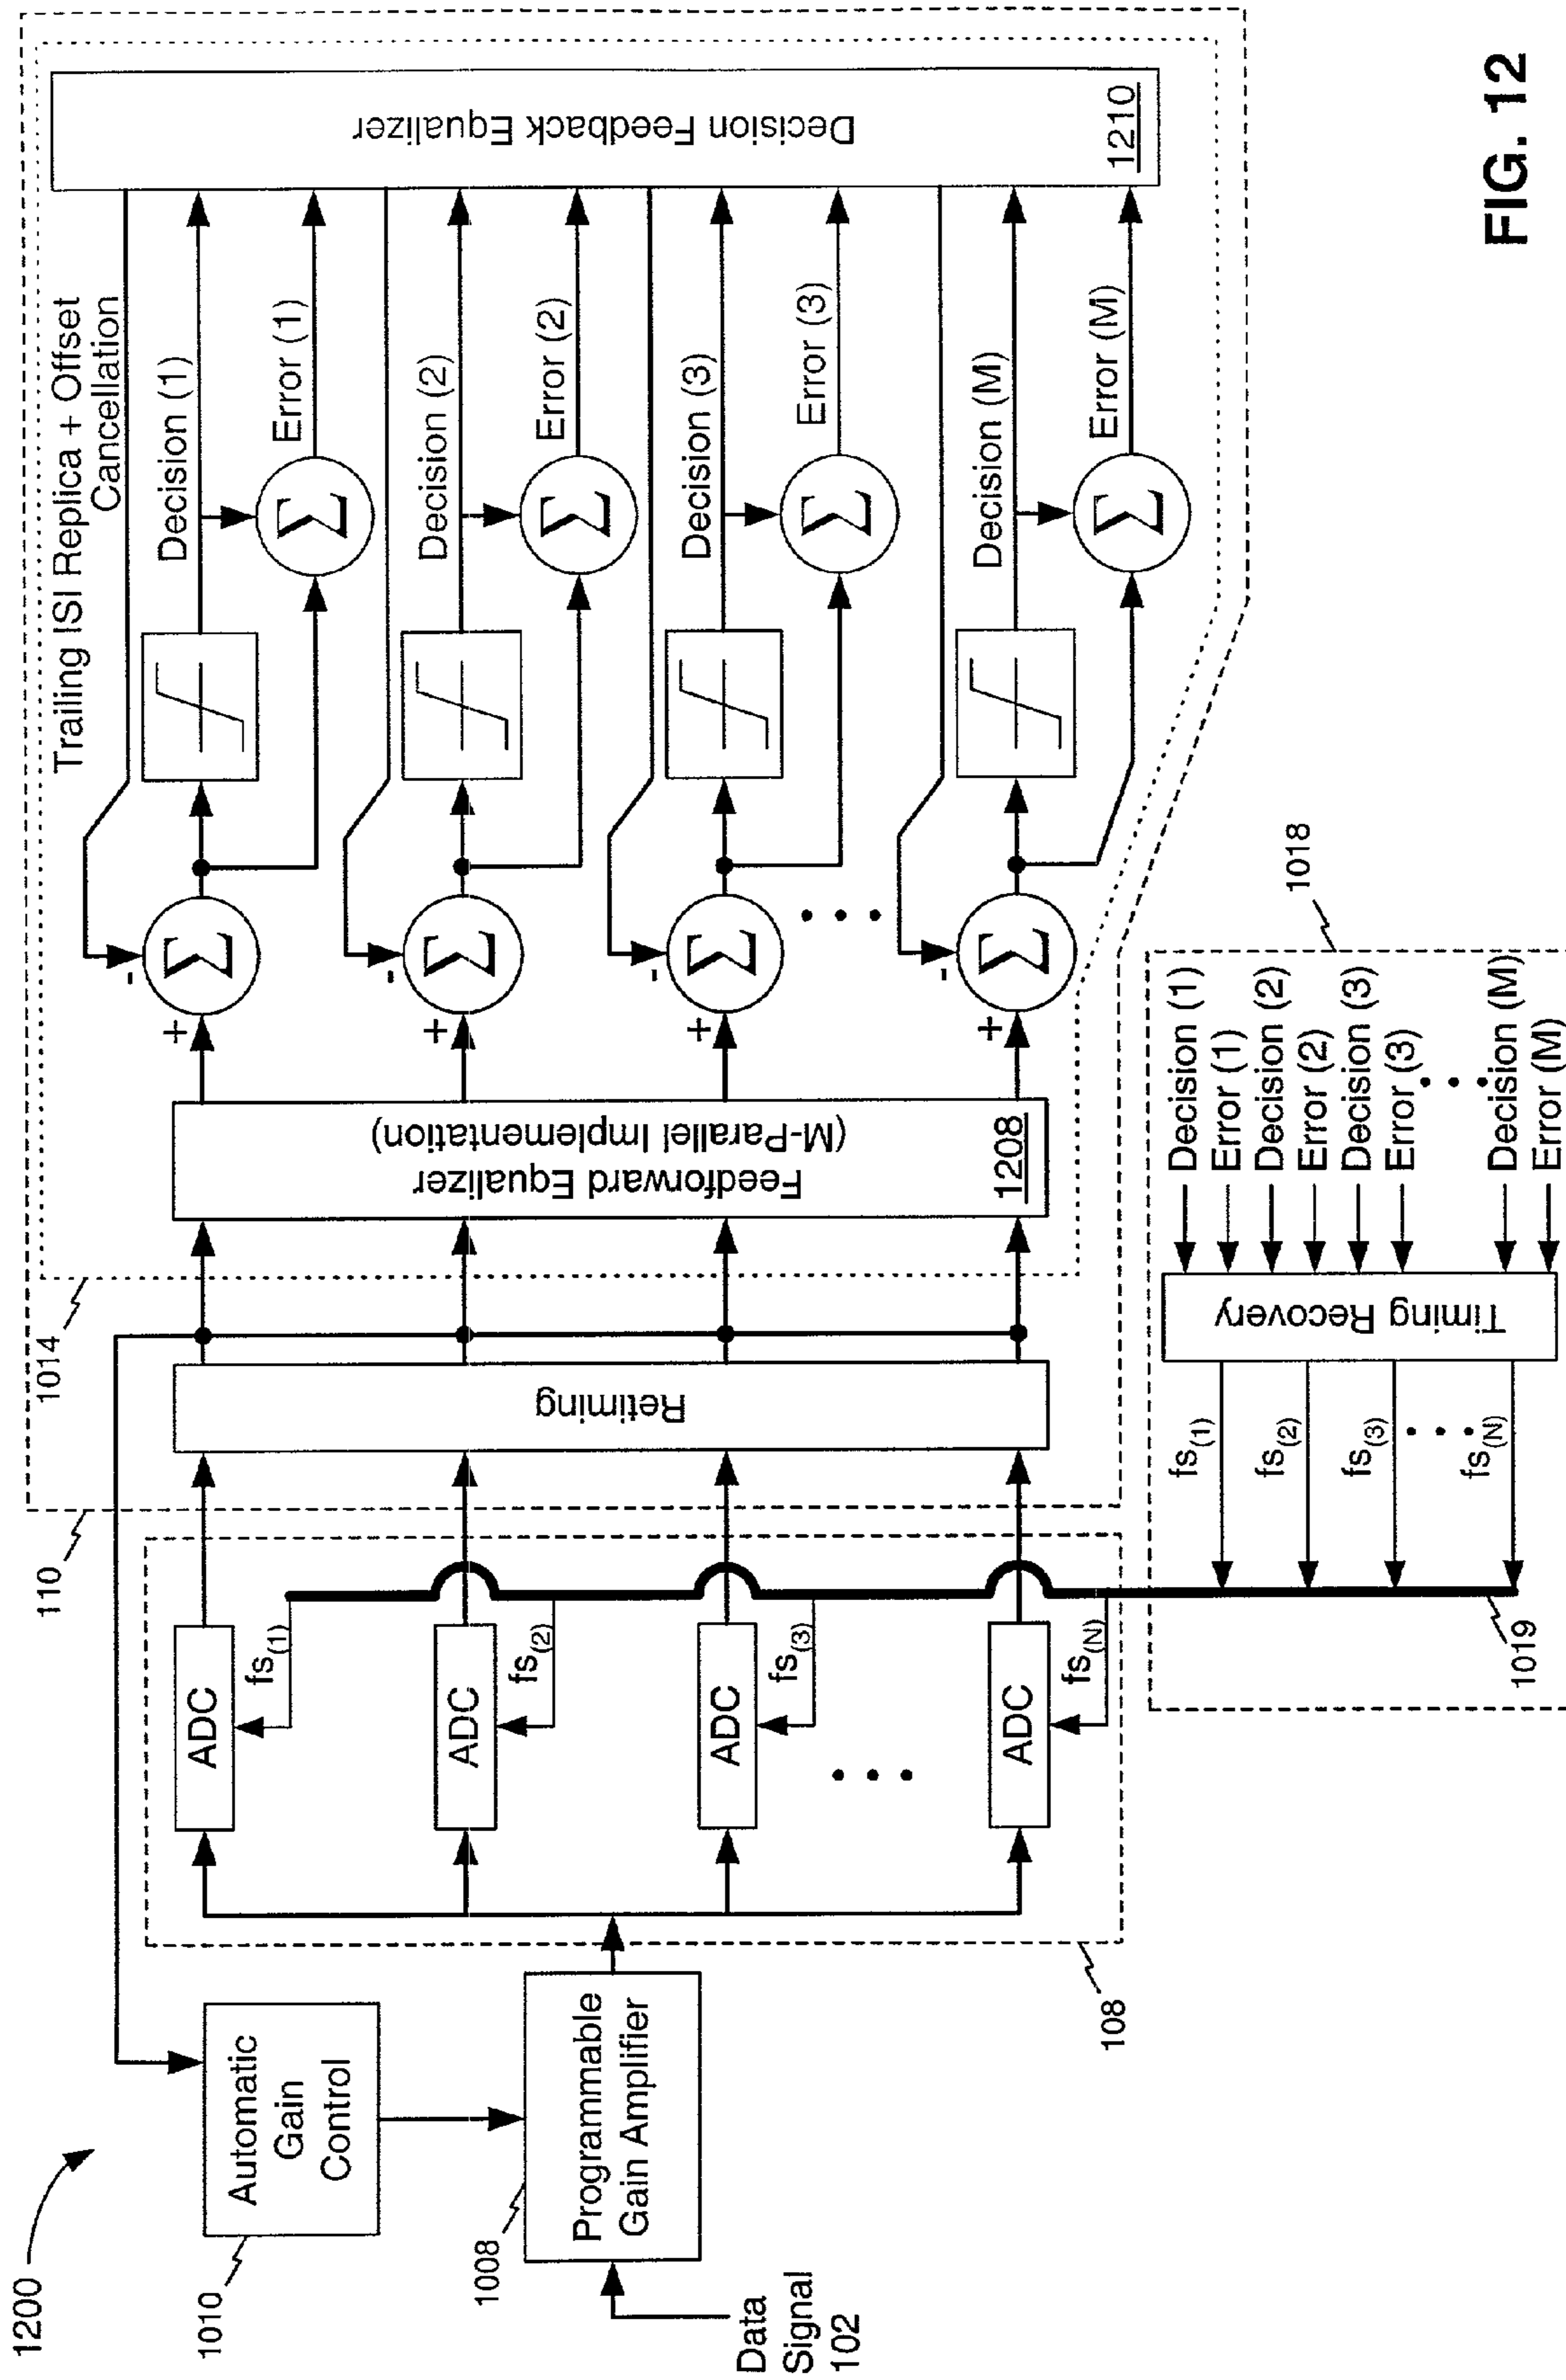 1200
1010
Automatic
Gain
Control
1008
Programmable
Gain Amplifier
Data
Signal
102
108
ADC
fs(1)
ADC
fs(2)
ADC
fs(3)
• • •
ADC
fs(N)
110
1014
Retiming
Feedforward Equalizer
(M-Parallel Implementation)
1208
+
-
Σ
+
-
Σ
+
-
Σ
• • •
+
-
Σ
Trailing ISI Replica + Offset
Cancellation
Decision (1)
Σ
Error (1)
Decision (2)
Σ
Error (2)
Decision (3)
Σ
Error (3)
Decision (M)
Σ
Error (M)
Decision Feedback Equalizer
1210
1018
1019
fs(1)
fs(2)
fs(3)
• • •
fs(N)
Timing Recovery
Decision (1)
Error (1)
Decision (2)
Error (2)
Decision (3)
Error (3)
• • •
Decision (M)
Error (M)
FIG. 12